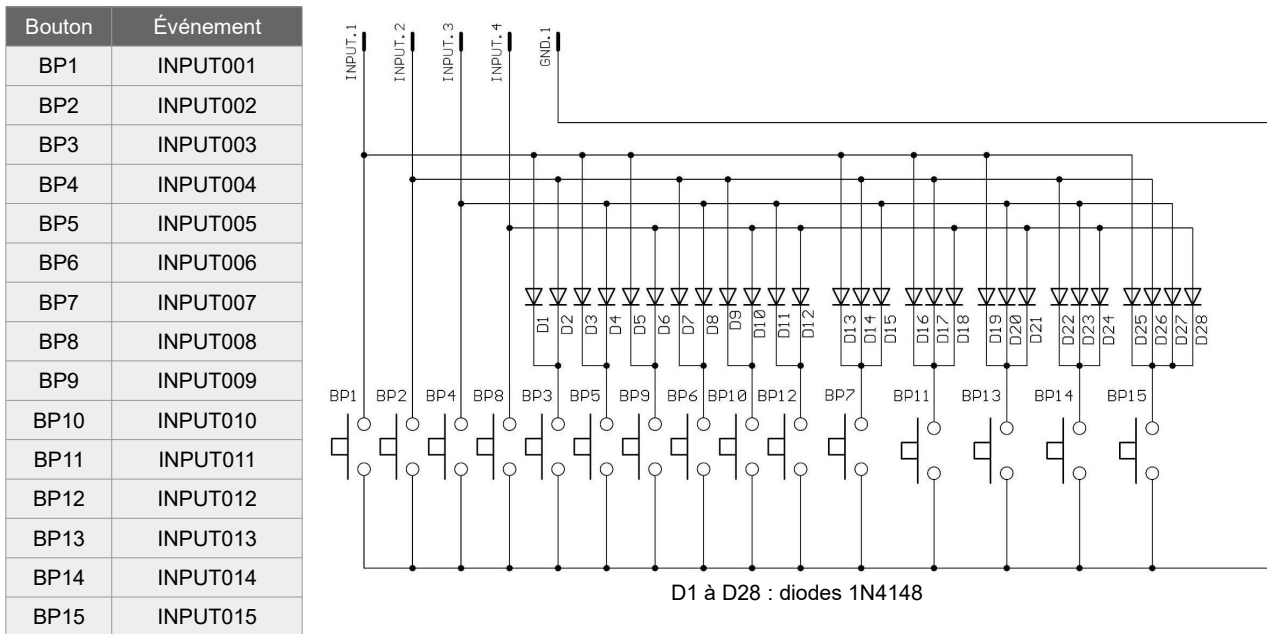 Bouton Événement
BP1 INPUT001
BP2 INPUT002
BP3 INPUT003
BP4 INPUT004
BP5 INPUT005
BP6 INPUT006
BP7 INPUT007
BP8 INPUT008
BP9 INPUT009
BP10 INPUT010
BP11 INPUT011
BP12 INPUT012
BP13 INPUT013
BP14 INPUT014
BP15 INPUT015
INPUT.1 INPUT.2 INPUT.3 INPUT.4 GND.1
D1 D2 D3 D4 D5 D6 D7 D8 D9 D10 D11 D12 D13 D14 D15 D16 D17 D18 D19 D20 D21 D22 D23 D24 D25 D26 D27 D28
BP1 BP2 BP4 BP8 BP3 BP5 BP9 BP6 BP10 BP12 BP7 BP11 BP13 BP14 BP15
D1 à D28 : diodes 1N4148